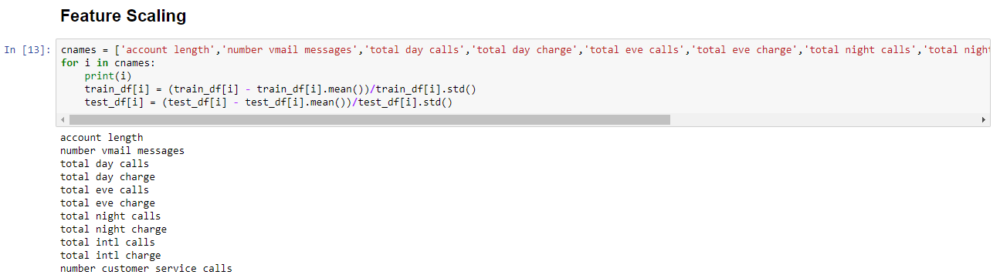 Feature Scaling
In [13]: cnames = ['account length','number vmail messages','total day calls','total day charge','total eve calls','total eve charge','total night calls','total nigh
for i in cnames:
    print(i)
    train_df[i] = (train_df[i] - train_df[i].mean())/train_df[i].std()
    test_df[i] = (test_df[i] - test_df[i].mean())/test_df[i].std()
account length
number vmail messages
total day calls
total day charge
total eve calls
total eve charge
total night calls
total night charge
total intl calls
total intl charge
number customer service calls